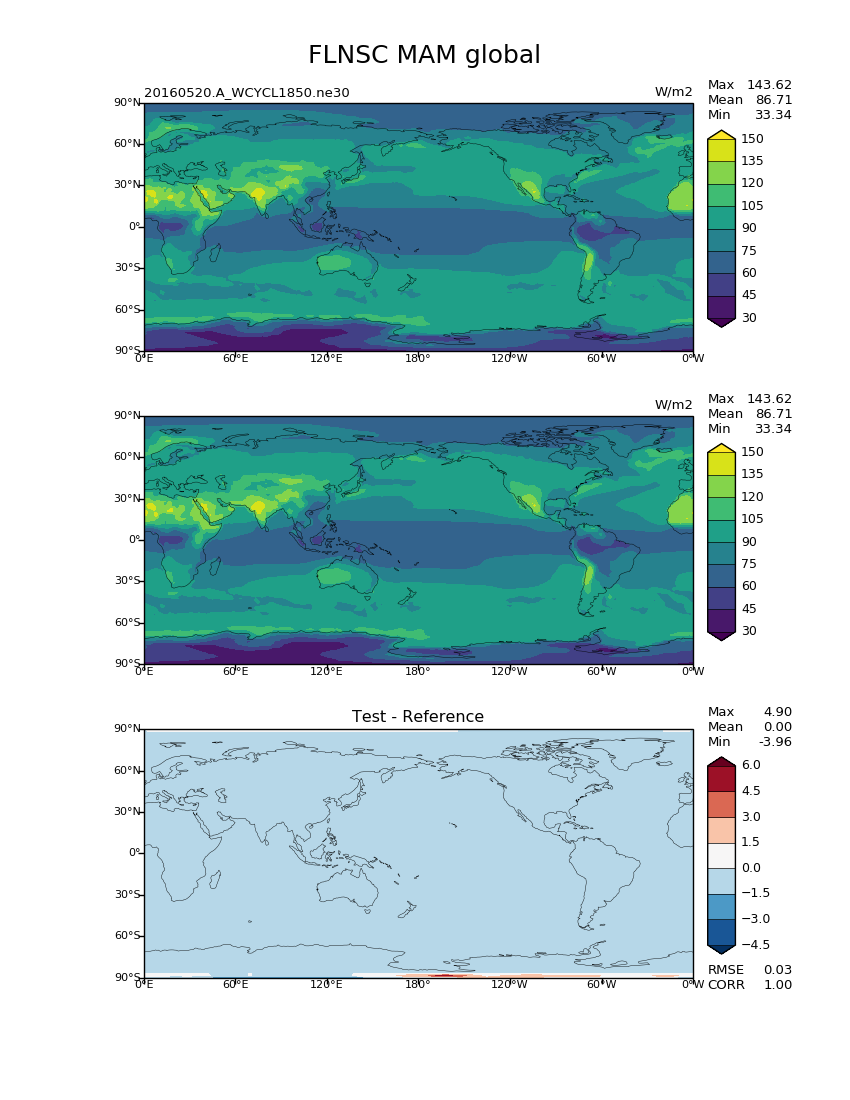 FLNSC MAM global
20160520.A_WCYCL1850.ne30
W/m2
Max 143.62
Mean 86.71
Min 33.34
90°N
60°N
30°N
0°
30°S
60°S
90°S
0°E 60°E 120°E 180° 120°W 60°W 0°W
150
135
120
105
90
75
60
45
30
W/m2
Max 143.62
Mean 86.71
Min 33.34
90°N
60°N
30°N
0°
30°S
60°S
90°S
0°E 60°E 120°E 180° 120°W 60°W 0°W
150
135
120
105
90
75
60
45
30
Test - Reference
Max 4.90
Mean 0.00
Min -3.96
90°N
60°N
30°N
0°
30°S
60°S
90°S
0°E 60°E 120°E 180° 120°W 60°W 0°W
6.0
4.5
3.0
1.5
0.0
−1.5
−3.0
−4.5
RMSE 0.03
CORR 1.00